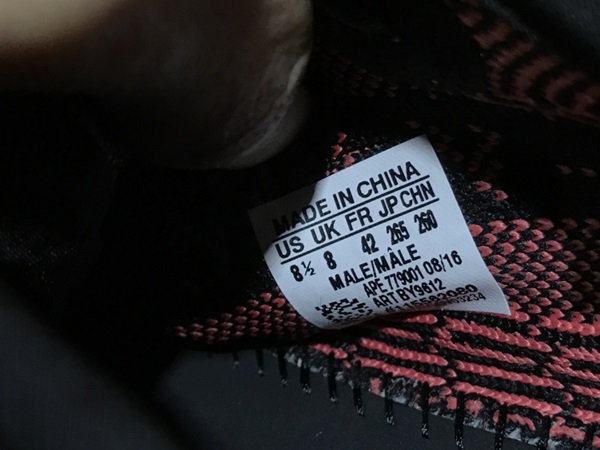 MADE IN CHINA
US UK FR JP CHN
8½ 8 42 265 260
MALE/MÂLE
APE 779001 08/16
ART BY9612